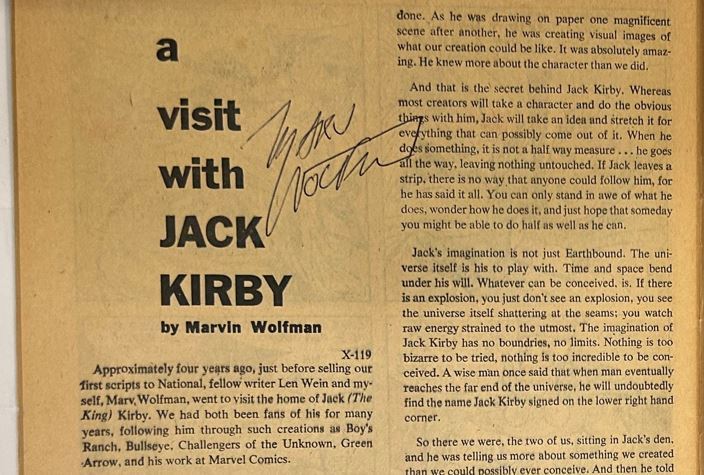 a
visit
with
JACK
KIRBY
by Marvin Wolfman
X-119
Approximately four years ago, just before selling our
first scripts to National, fellow writer Len Wein and my-
self, Marv Wolfman, went to visit the home of Jack (The
King) Kirby. We had both been fans of his for many
years, following him through such creations as Boy's
Ranch, Bullseye, Challengers of the Unknown, Green
Arrow, and his work at Marvel Comics.
done. As he was drawing on paper one magnificent
scene after another, he was creating visual images of
what our creation could be like. It was absolutely amaz-
ing. He knew more about the character than we did.
And that is the secret behind Jack Kirby. Whereas
most creators will take a character and do the obvious
things with him, Jack will take an idea and stretch it for
everything that can possibly come out of it. When he
does something, it is not a half way measure . . . he goes
all the way, leaving nothing untouched. If Jack leaves a
strip, there is no way that anyone could follow him, for
he has said it all. You can only stand in awe of what he
does, wonder how he does it, and just hope that someday
you might be able to do half as well as he can.
Jack's imagination is not just Earthbound. The uni-
verse itself is his to play with. Time and space bend
under his will. Whatever can be conceived, is. If there
is an explosion, you just don't see an explosion, you see
the universe itself shattering at the seams; you watch
raw energy strained to the utmost. The imagination of
Jack Kirby has no boundries, no limits. Nothing is too
bizarre to be tried, nothing is too incredible to be con-
ceived. A wise man once said that when man eventually
reaches the far end of the universe, he will undoubtedly
find the name Jack Kirby signed on the lower right hand
corner.
So there we were, the two of us, sitting in Jack's den,
and he was telling us more about something we created
than we could possibly ever conceive. And then he told